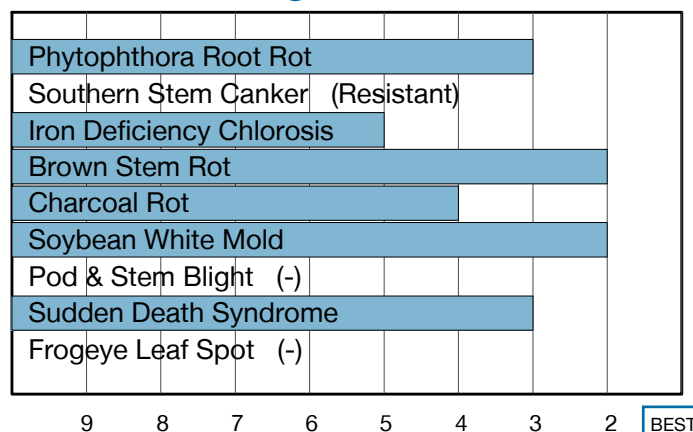 Phytophthora Root Rot
Southern Stem Canker (Resistant)
Iron Deficiency Chlorosis
Brown Stem Rot
Charcoal Rot
Soybean White Mold
Pod & Stem Blight (-)
Sudden Death Syndrome
Frogeye Leaf Spot (-)
9 8 7 6 5 4 3 2 BEST